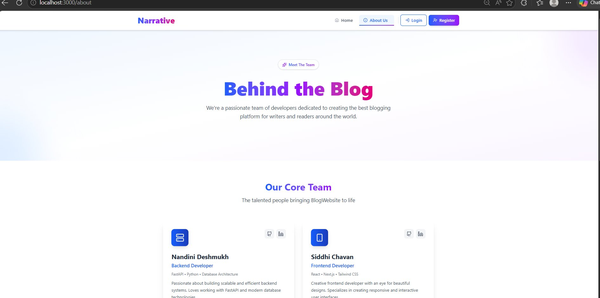 localhost:3000/about
Chat
Narrative
Home
About Us
Login
Register
Meet The Team
Behind the Blog
We're a passionate team of developers dedicated to creating the best blogging
platform for writers and readers around the world.
Our Core Team
The talented people bringing BlogWebsite to life
Nandini Deshmukh
Backend Developer
FastAPI • Python • Database Architecture
Passionate about building scalable and efficient backend
systems. Loves working with FastAPI and modern database
technologies.
Siddhi Chavan
Frontend Developer
React • Next.js • Tailwind CSS
Creative frontend developer with an eye for beautiful
designs. Specializes in creating responsive and interactive
user interfaces.